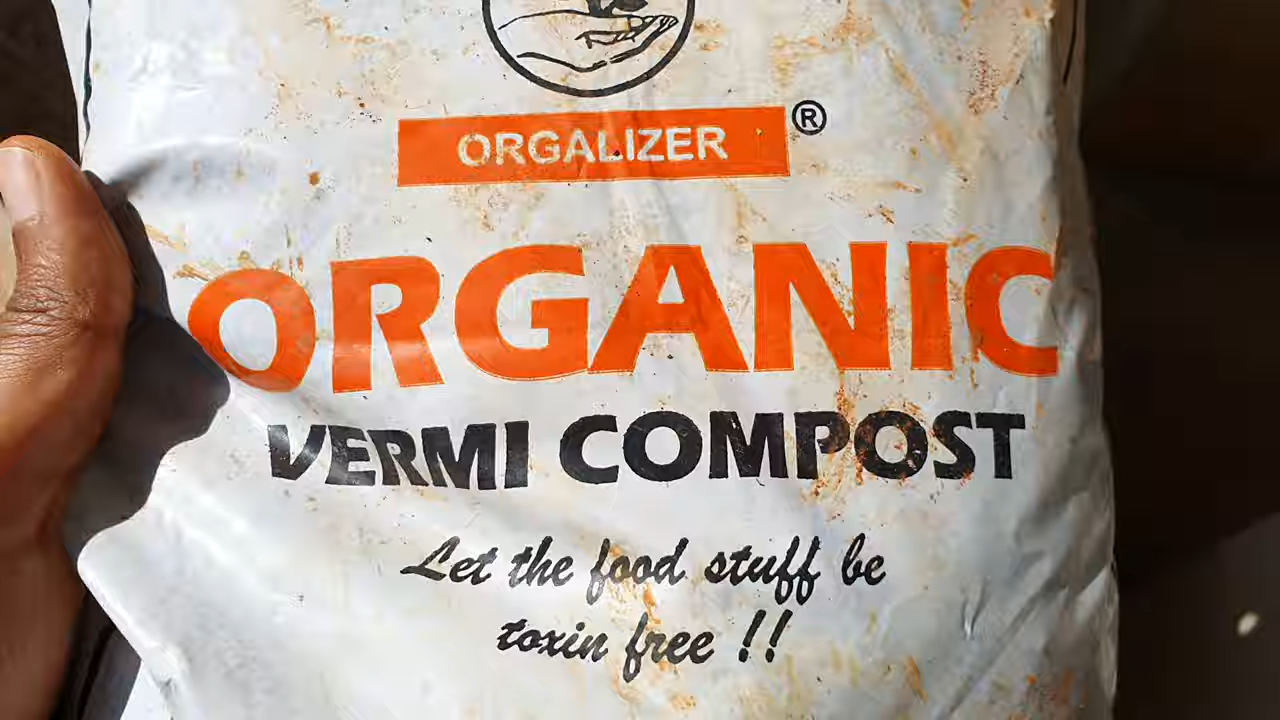 ORGALIZER ®
ORGANIC
VERMI COMPOST
Let the food stuff be
toxin free !!